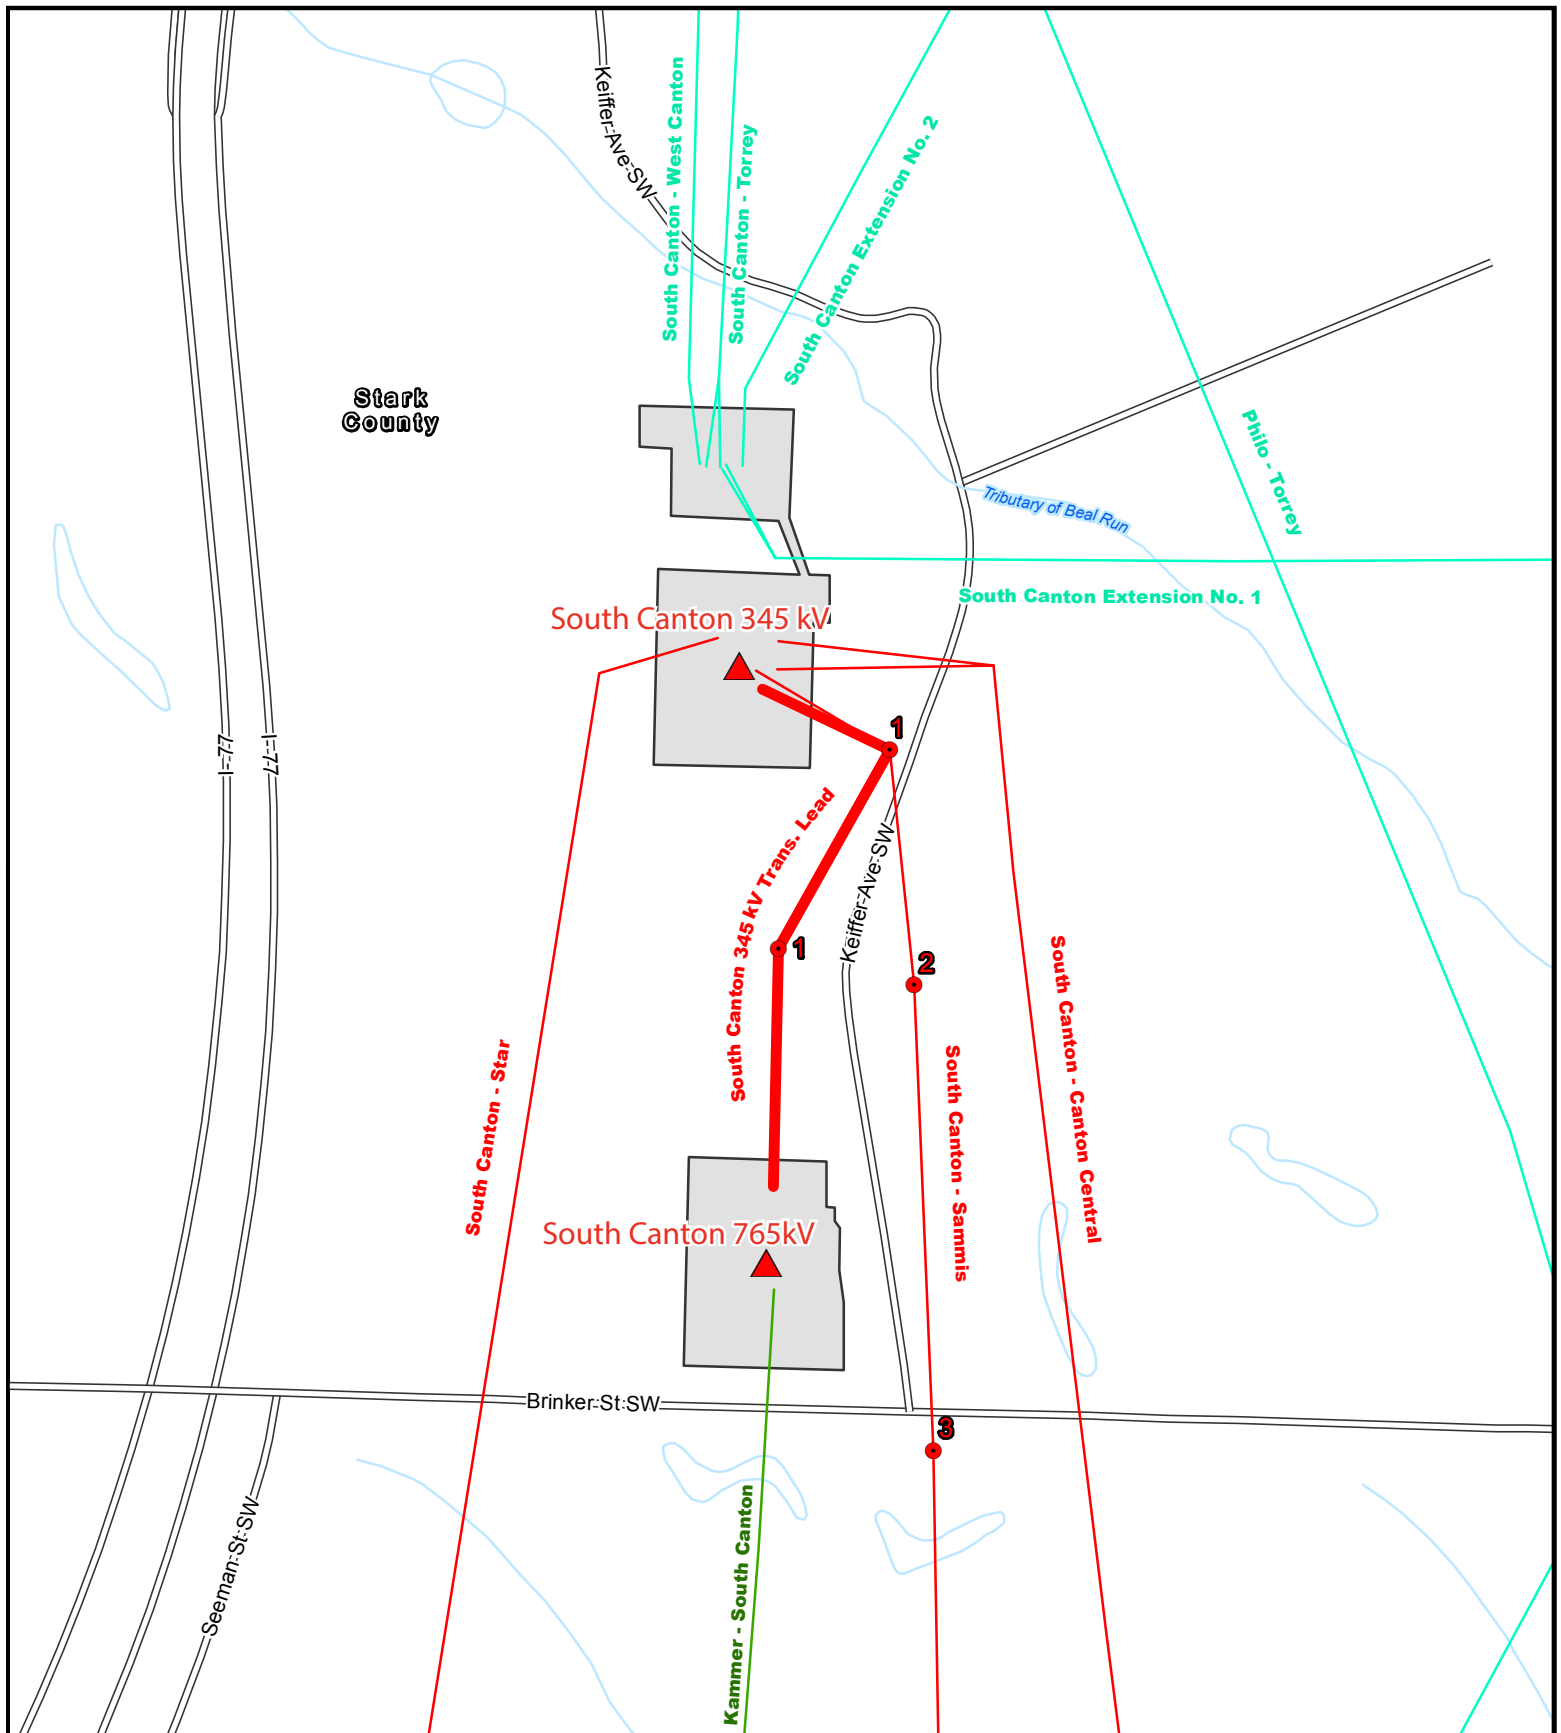 Keiffer-Ave-SW
South Canton - West Canton
South Canton - Torrey
South Canton Extension No. 2
Stark
County
Philo - Torrey
Tributary of Beal Run
South Canton Extension No. 1
South Canton 345 kV
1
I-77
I-77
South Canton 345 kV Trans. Lead
Keiffer-Ave-SW
1
2
South Canton - Star
South Canton - Sammis
South Canton - Canton Central
South Canton 765kV
Brinker-St-SW
3
Seeman-St-SW
Kammer - South Canton